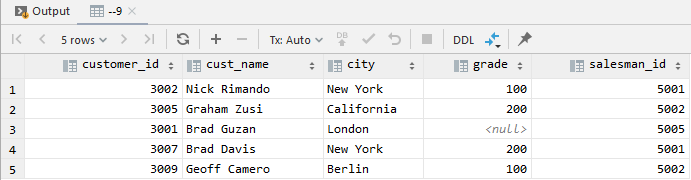 Output --9
5 rows Tx: Auto DB DDL
customer_id cust_name city grade salesman_id
1 3002 Nick Rimando New York 100 5001
2 3005 Graham Zusi California 200 5002
3 3001 Brad Guzan London <null> 5005
4 3007 Brad Davis New York 200 5001
5 3009 Geoff Camero Berlin 100 5002